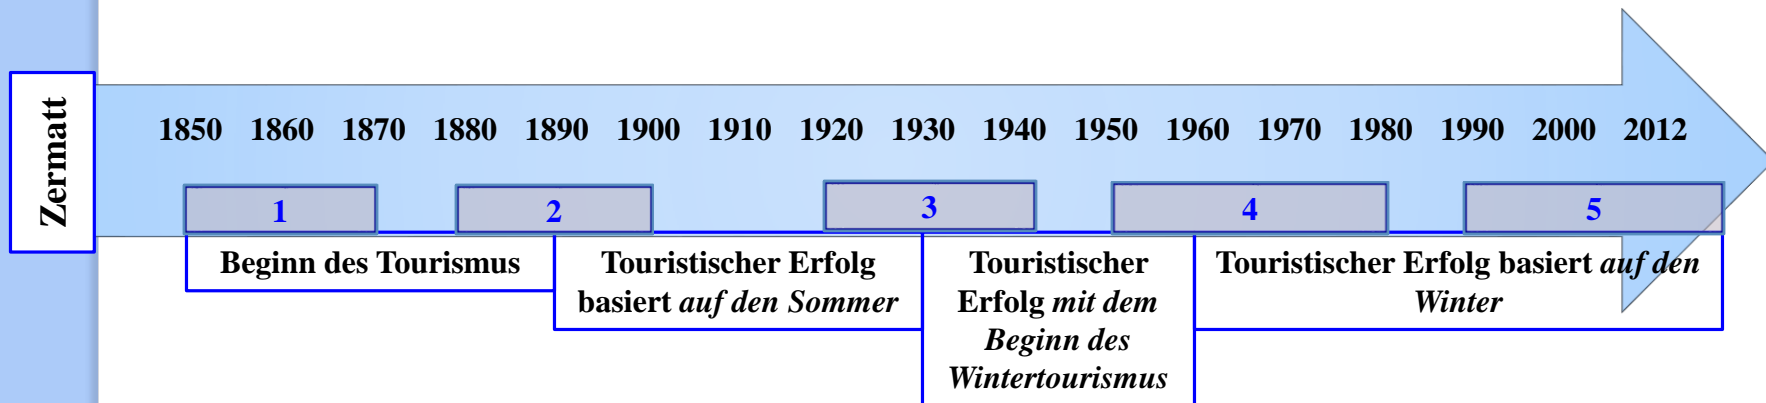 Zermatt
1850 1860 1870 1880 1890 1900 1910 1920 1930 1940 1950 1960 1970 1980 1990 2000 2012
1 2 3 4 5
Beginn des Tourismus
Touristischer Erfolg
basiert auf den Sommer
Touristischer
Erfolg mit dem
Beginn des
Wintertourismus
Touristischer Erfolg basiert auf den
Winter